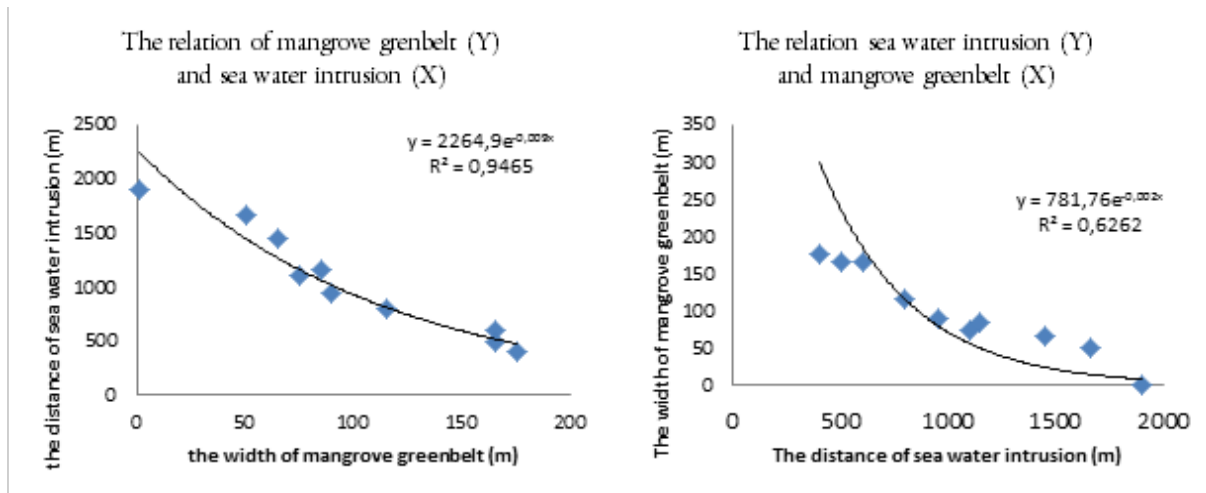 The relation of mangrove grenbelt (Y)
and sea water intrusion (X)
the distance of sea water intrusion (m)
2500
2000
1500
1000
500
0
y = 2264,9e-0,009x
R² = 0,9465
0 50 100 150 200
the width of mangrove greenbelt (m)
The relation sea water intrusion (Y)
and mangrove greenbelt (X)
The width of mangrove greenbelt (m)
350
300
250
200
150
100
50
0
y = 781,76e-0,002x
R² = 0,6262
0 500 1000 1500 2000
The distance of sea water intrusion (m)